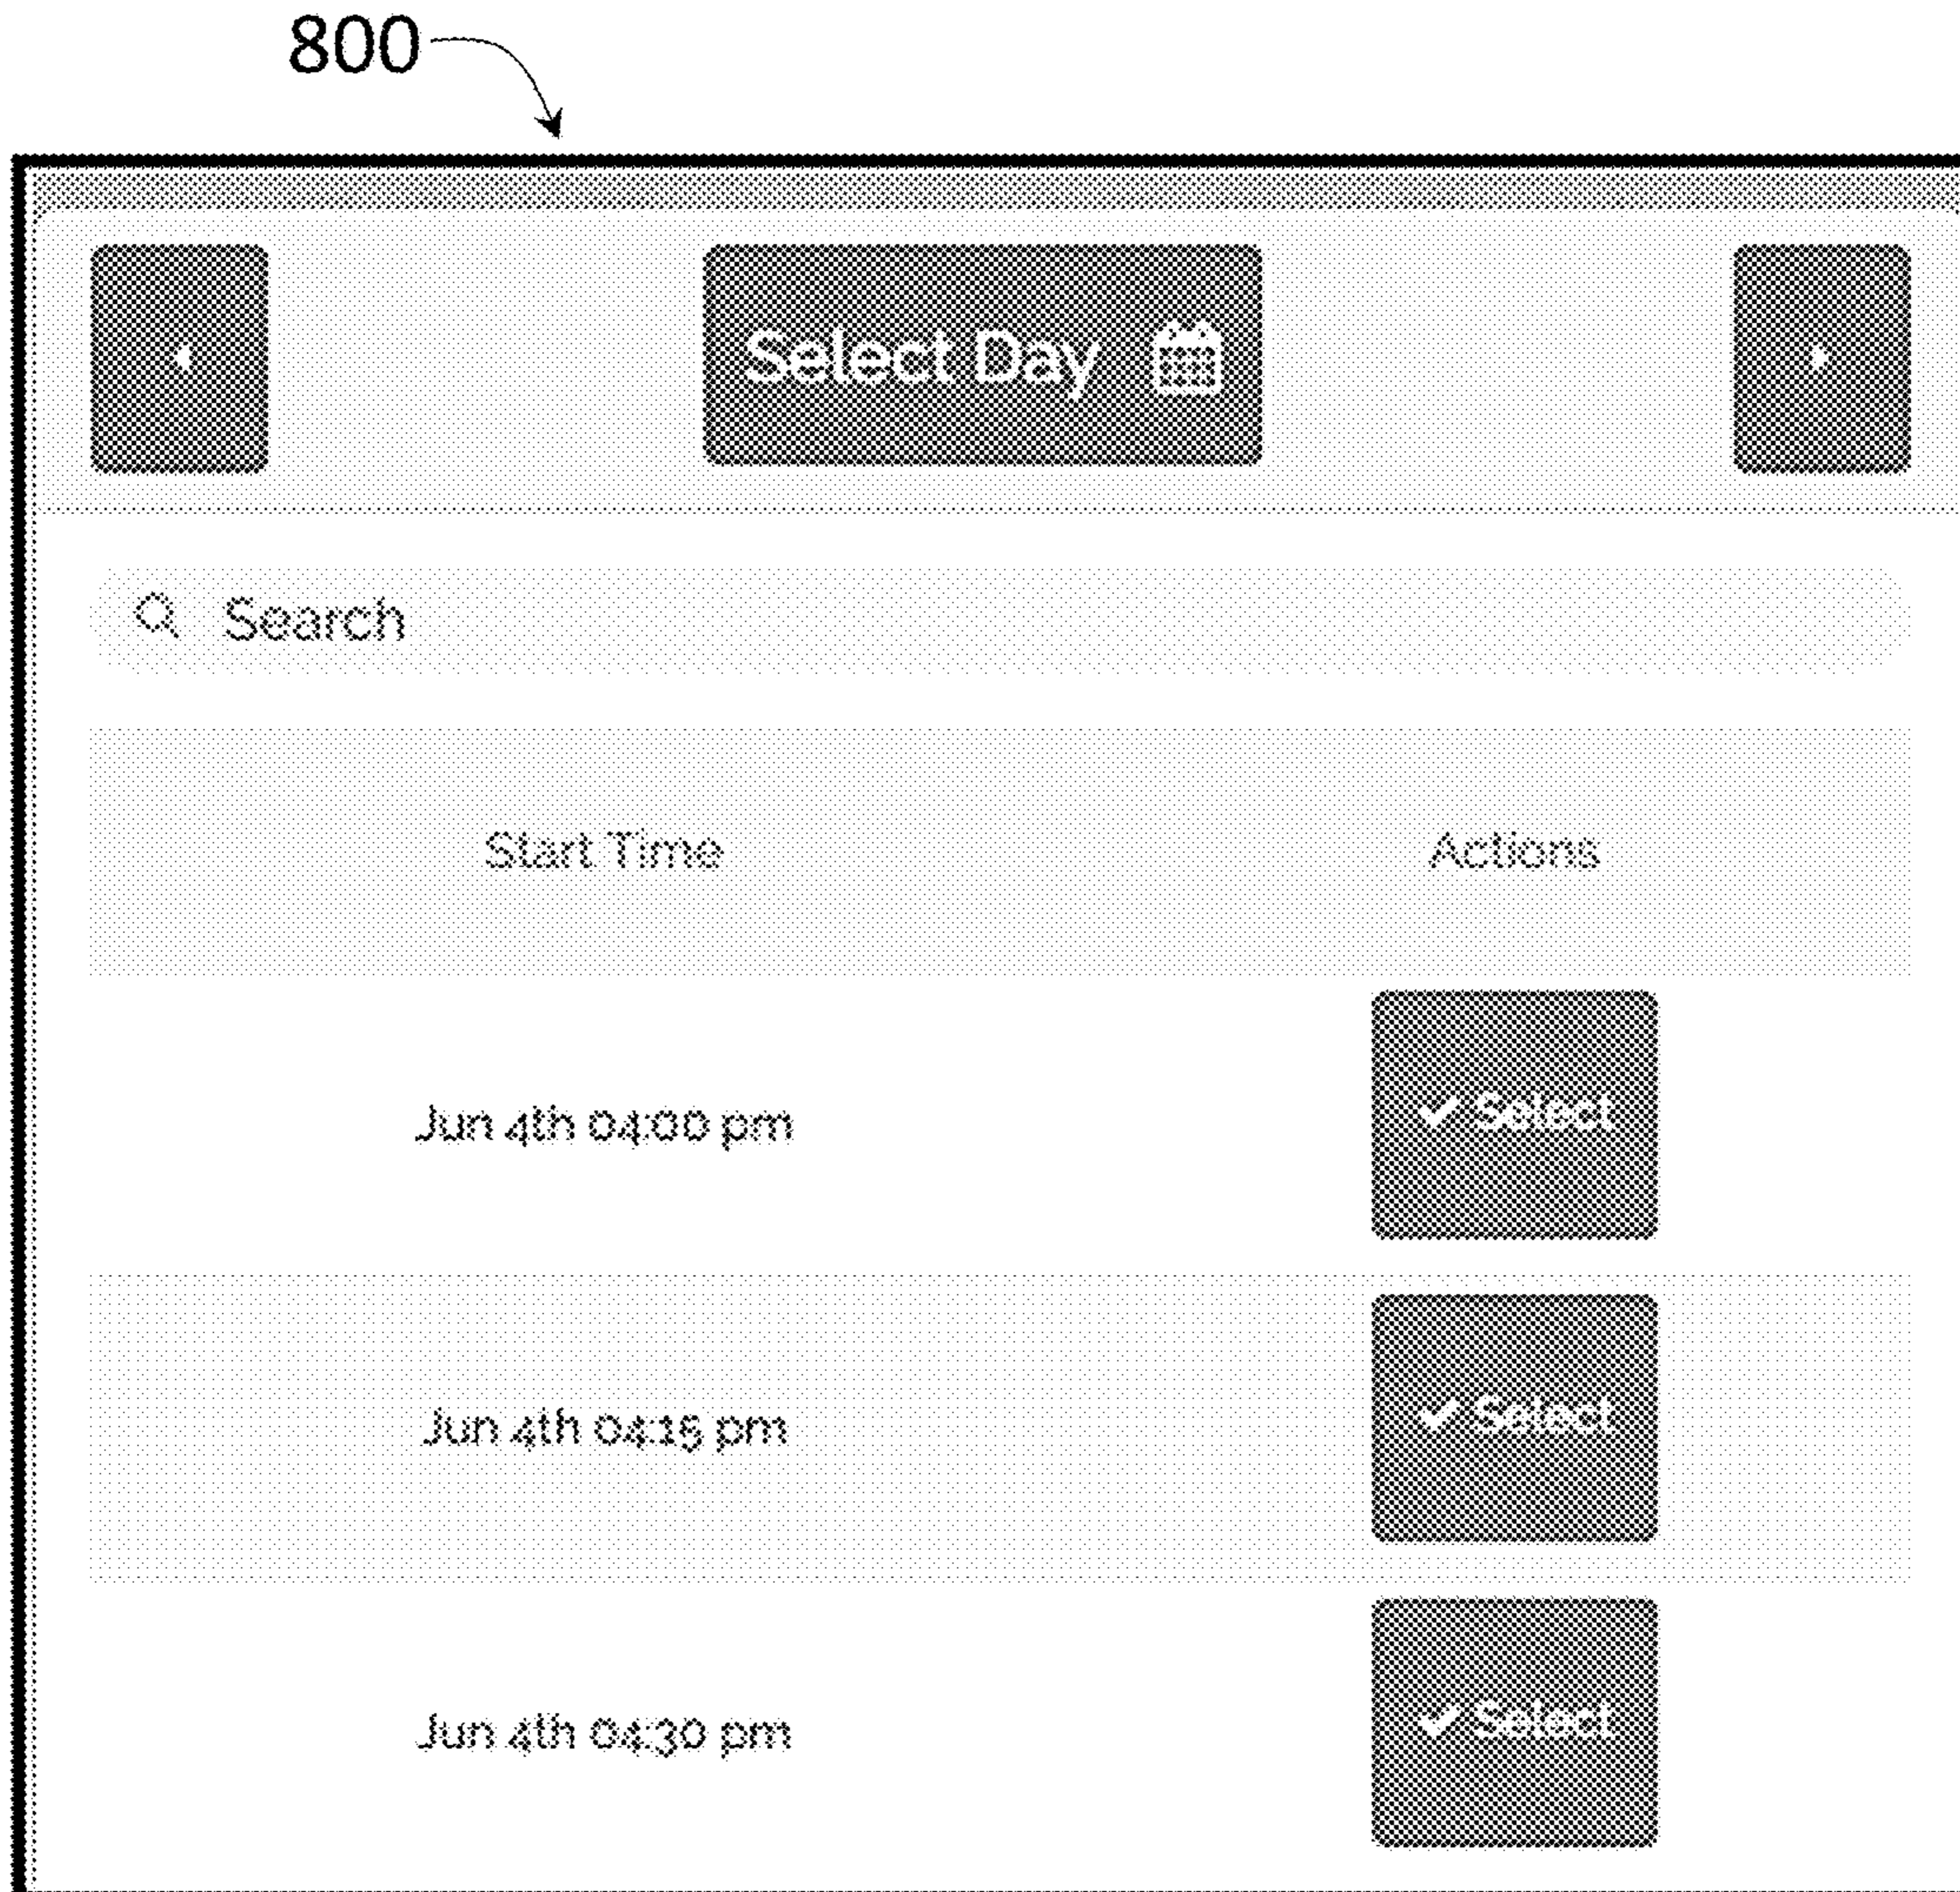 800
Select Day
Search
Start Time Actions
Jun 4th 04:00 pm ✓ Select
Jun 4th 04:15 pm ✓ Select
Jun 4th 04:30 pm ✓ Select